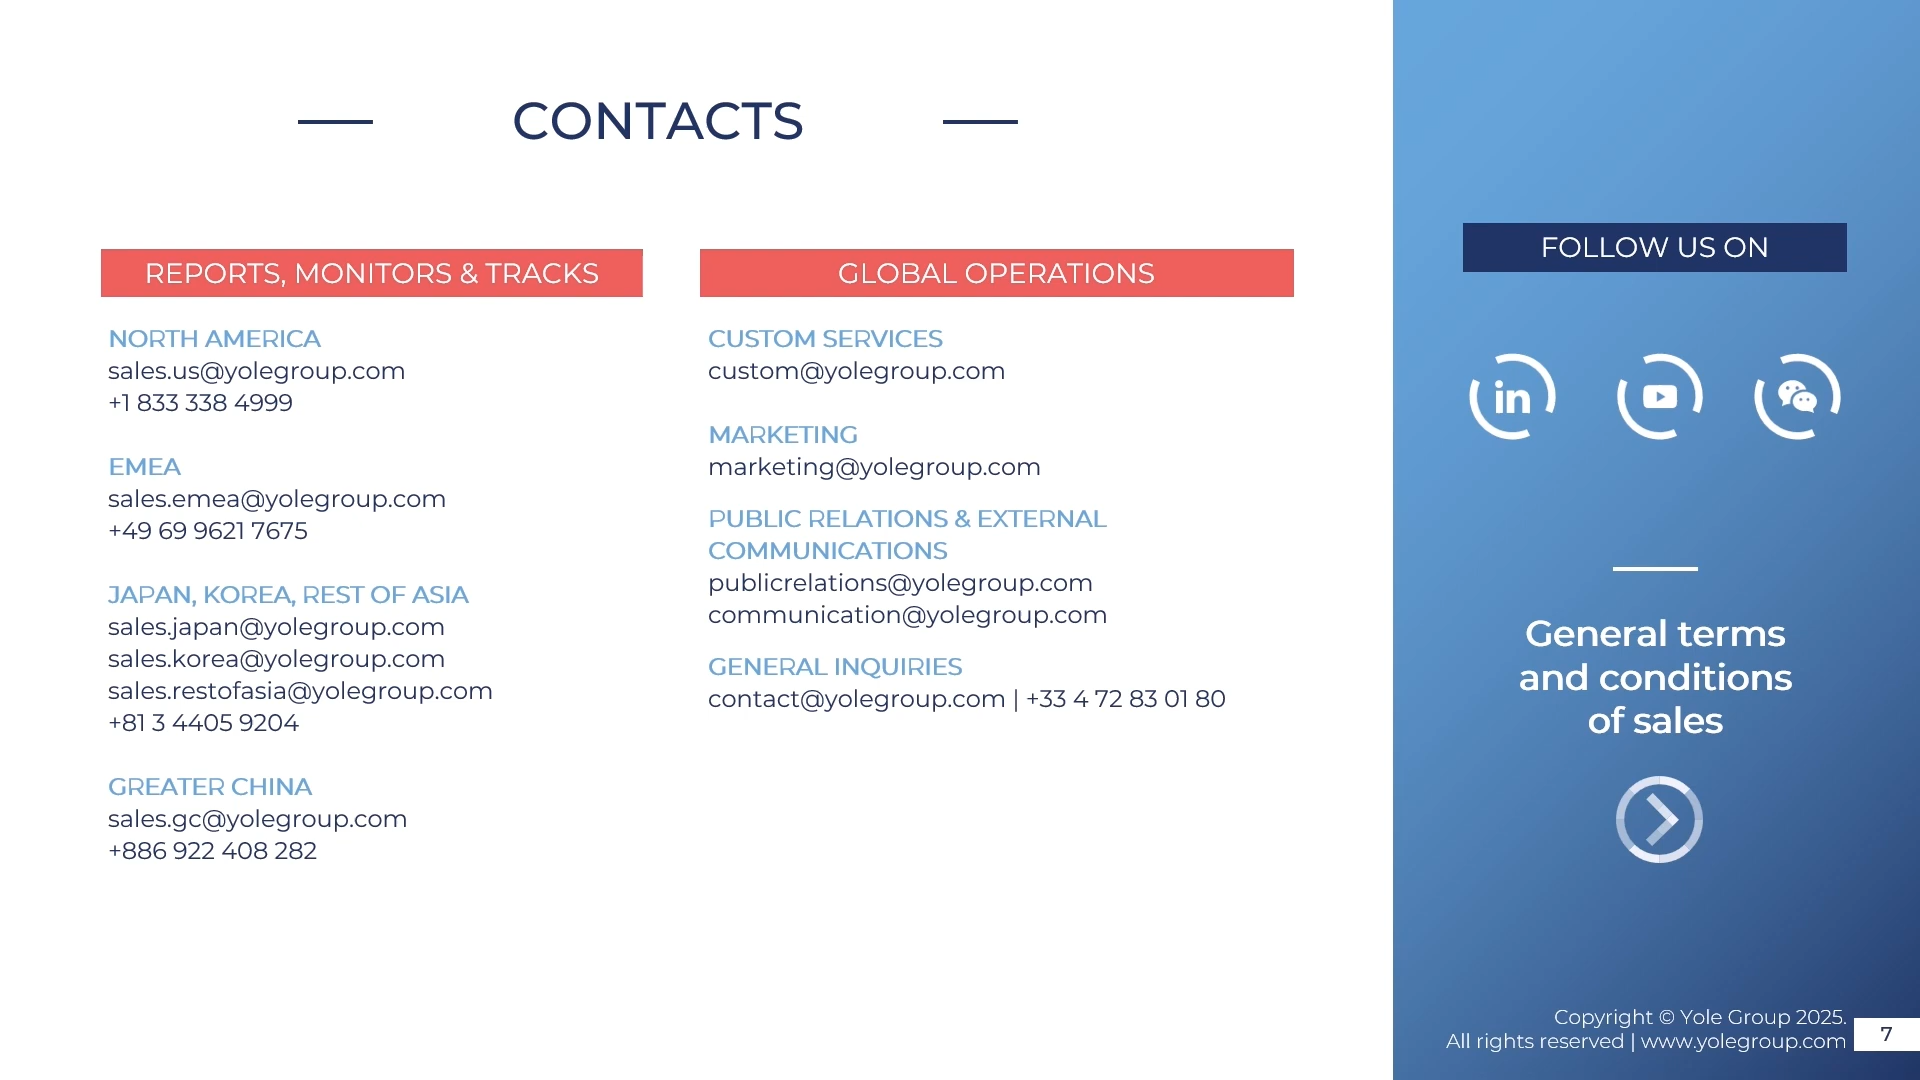 CONTACTS
REPORTS, MONITORS & TRACKS
NORTH AMERICA
sales.us@yolegroup.com
+1 833 338 4999
EMEA
sales.emea@yolegroup.com
+49 69 9621 7675
JAPAN, KOREA, REST OF ASIA
sales.japan@yolegroup.com
sales.korea@yolegroup.com
sales.restofasia@yolegroup.com
+81 3 4405 9204
GREATER CHINA
sales.gc@yolegroup.com
+886 922 408 282
GLOBAL OPERATIONS
CUSTOM SERVICES
custom@yolegroup.com
MARKETING
marketing@yolegroup.com
PUBLIC RELATIONS & EXTERNAL
COMMUNICATIONS
publicrelations@yolegroup.com
communication@yolegroup.com
GENERAL INQUIRIES
contact@yolegroup.com | +33 4 72 83 01 80
FOLLOW US ON
in
General terms
and conditions
of sales
Copyright © Yole Group 2025.
All rights reserved | www.yolegroup.com
7